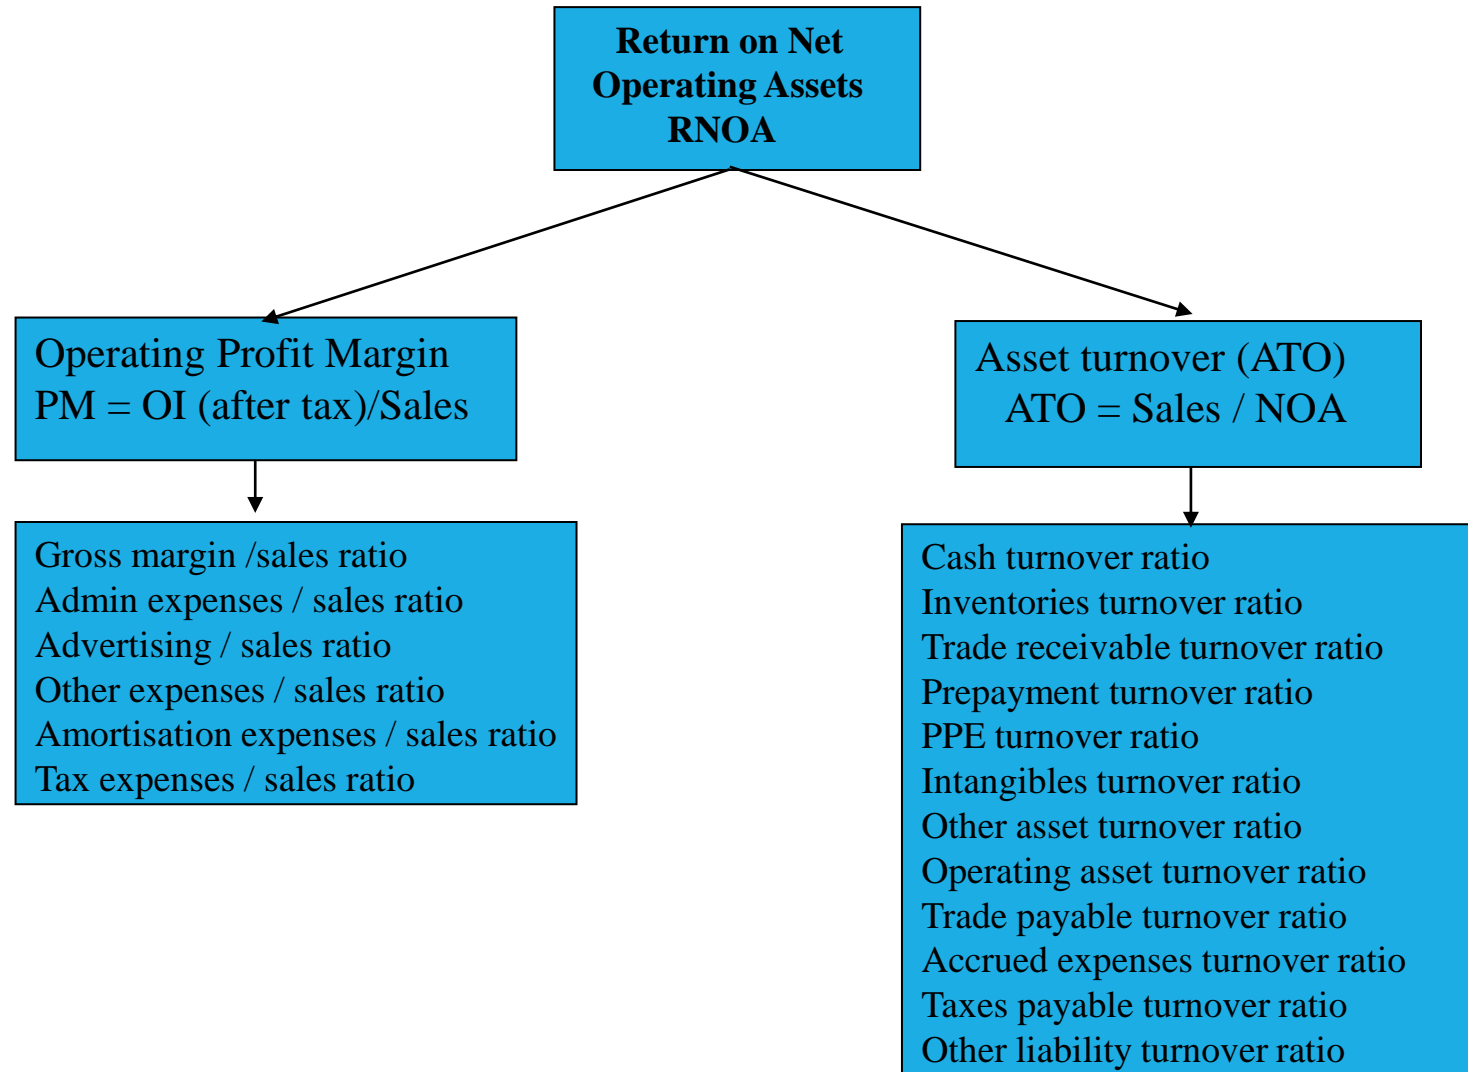 Return on Net
Operating Assets
RNOA
Operating Profit Margin
PM = OI (after tax)/Sales
Asset turnover (ATO)
ATO = Sales / NOA
Gross margin /sales ratio
Admin expenses / sales ratio
Advertising / sales ratio
Other expenses / sales ratio
Amortisation expenses / sales ratio
Tax expenses / sales ratio
Cash turnover ratio
Inventories turnover ratio
Trade receivable turnover ratio
Prepayment turnover ratio
PPE turnover ratio
Intangibles turnover ratio
Other asset turnover ratio
Operating asset turnover ratio
Trade payable turnover ratio
Accrued expenses turnover ratio
Taxes payable turnover ratio
Other liability turnover ratio